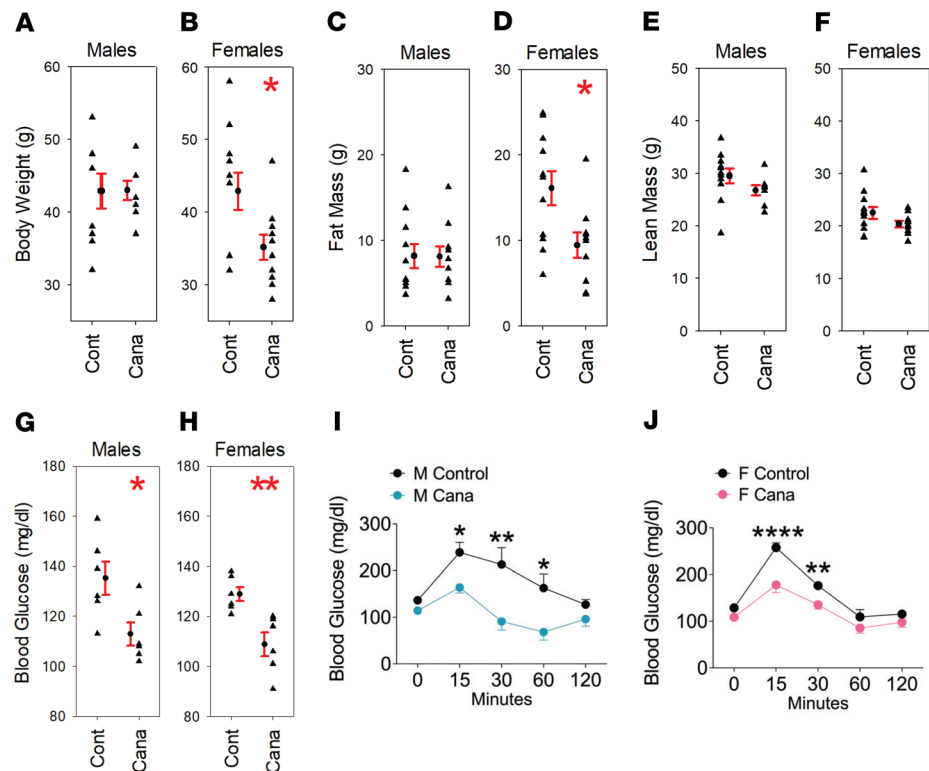 A
Males
Body Weight (g)
60
50
40
30
Cont
Cana
B
Females
60
50
40
30
*
Cont
Cana
C
Males
Fat Mass (g)
30
20
10
0
Cont
Cana
D
Females
30
20
10
0
*
Cont
Cana
E
Males
Lean Mass (g)
50
40
30
20
10
0
Cont
Cana
F
Females
50
40
30
20
10
0
Cont
Cana
G
Males
Blood Glucose (mg/dl)
180
160
140
120
100
80
*
Cont
Cana
H
Females
180
160
140
120
100
80
**
Cont
Cana
I
M Control
M Cana
Blood Glucose (mg/dl)
300
200
100
0
* ** *
0 15 30 60 120
Minutes
J
F Control
F Cana
Blood Glucose (mg/dl)
300
200
100
0
**** **
0 15 30 60 120
Minutes